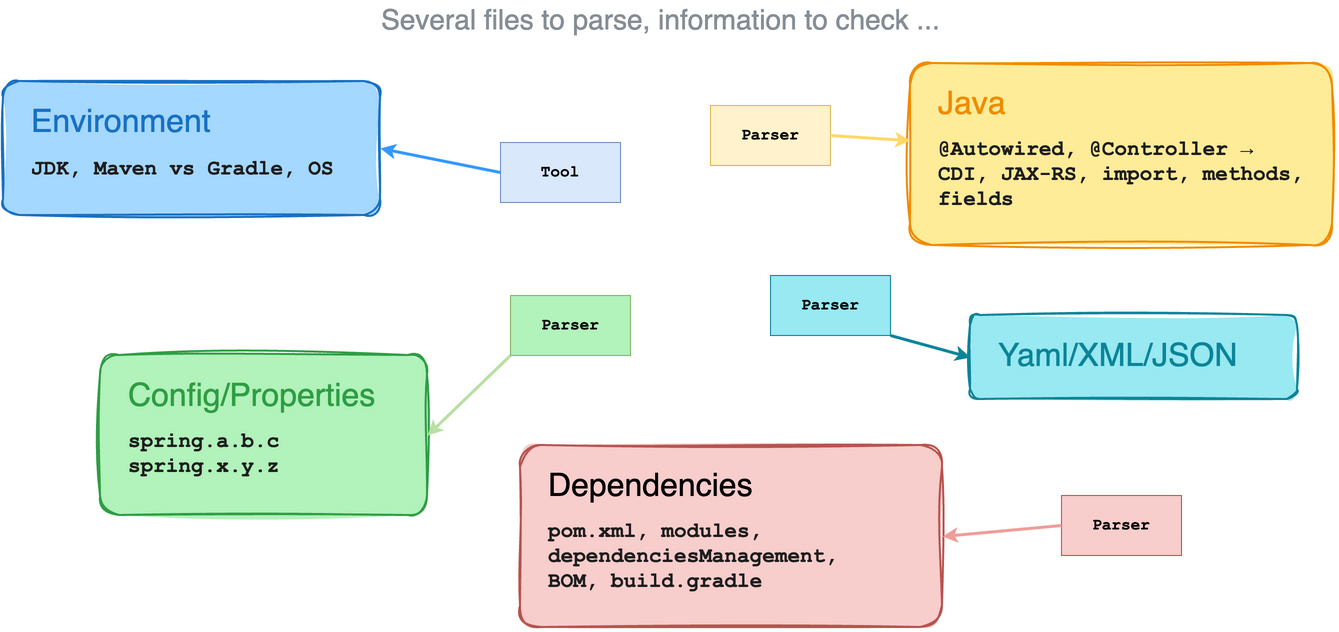 Several files to parse, information to check ...
Environment
JDK, Maven vs Gradle, OS
Tool
Parser
Java
@Autowired, @Controller →
CDI, JAX-RS, import, methods,
fields
Parser
Config/Properties
spring.a.b.c
spring.x.y.z
Parser
Yaml/XML/JSON
Dependencies
pom.xml, modules,
dependenciesManagement,
BOM, build.gradle
Parser